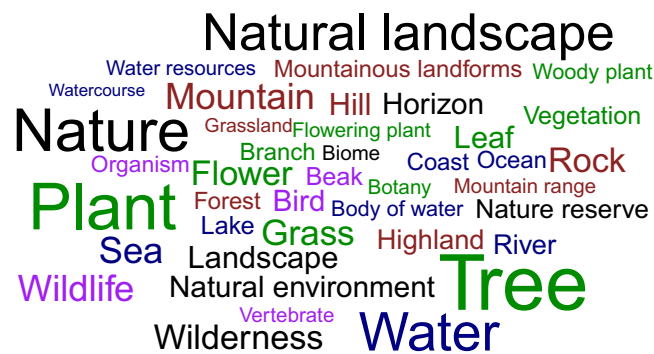 Natural landscape
Water resources Mountainous landforms Woody plant
Watercourse Mountain Hill Horizon
Nature Grassland Flowering plant Leaf Vegetation
Organism Branch Biome Coast Ocean Rock
Flower Beak Botany Mountain range
Plant Forest Bird Body of water Nature reserve
Lake Grass Highland River
Sea Landscape
Wildlife Natural environment Tree
Vertebrate
Wilderness Water